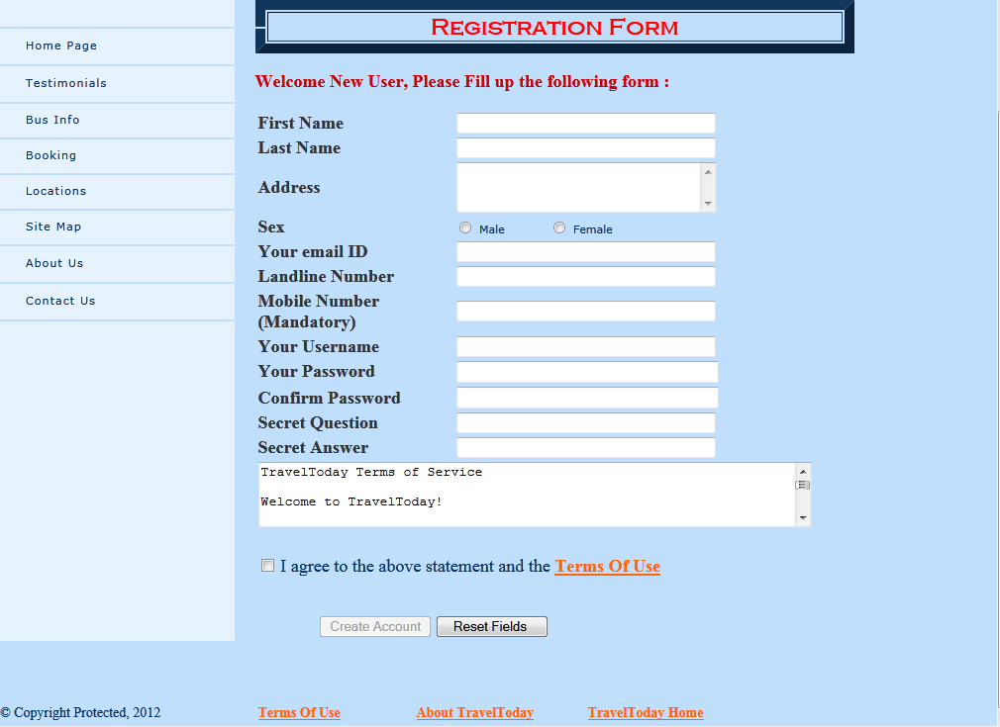 Registration Form
Home Page
Testimonials
Bus Info
Booking
Locations
Site Map
About Us
Contact Us
Welcome New User, Please Fill up the following form :
First Name
Last Name
Address
Sex Male Female
Your email ID
Landline Number
Mobile Number
(Mandatory)
Your Username
Your Password
Confirm Password
Secret Question
Secret Answer
TravelToday Terms of Service
Welcome to TravelToday!
I agree to the above statement and the Terms Of Use
Create Account Reset Fields
© Copyright Protected, 2012 Terms Of Use About TravelToday TravelToday Home